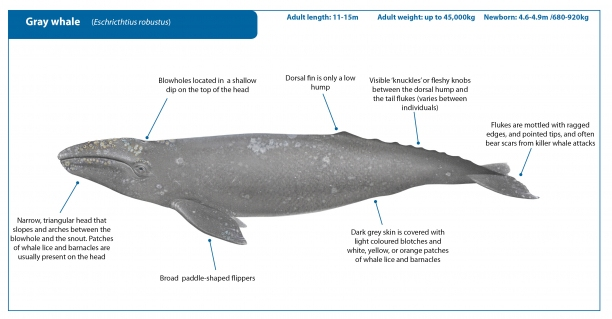 Gray whale (Eschricthtius robustus)
Adult length: 11-15m Adult weight: up to 45,000kg Newborn: 4.6-4.9m /680-920kg
Blowholes located in a shallow
dip on the top of the head
Dorsal fin is only a low
hump
Visible ‘knuckles’ or fleshy knobs
between the dorsal hump and
the tail flukes (varies between
individuals)
Flukes are mottled with ragged
edges, and pointed tips, and often
bear scars from killer whale attacks
Narrow, triangular head that
slopes and arches between the
blowhole and the snout. Patches
of whale lice and barnacles are
usually present on the head
Broad paddle-shaped flippers
Dark grey skin is covered with
light coloured blotches and
white, yellow, or orange patches
of whale lice and barnacles